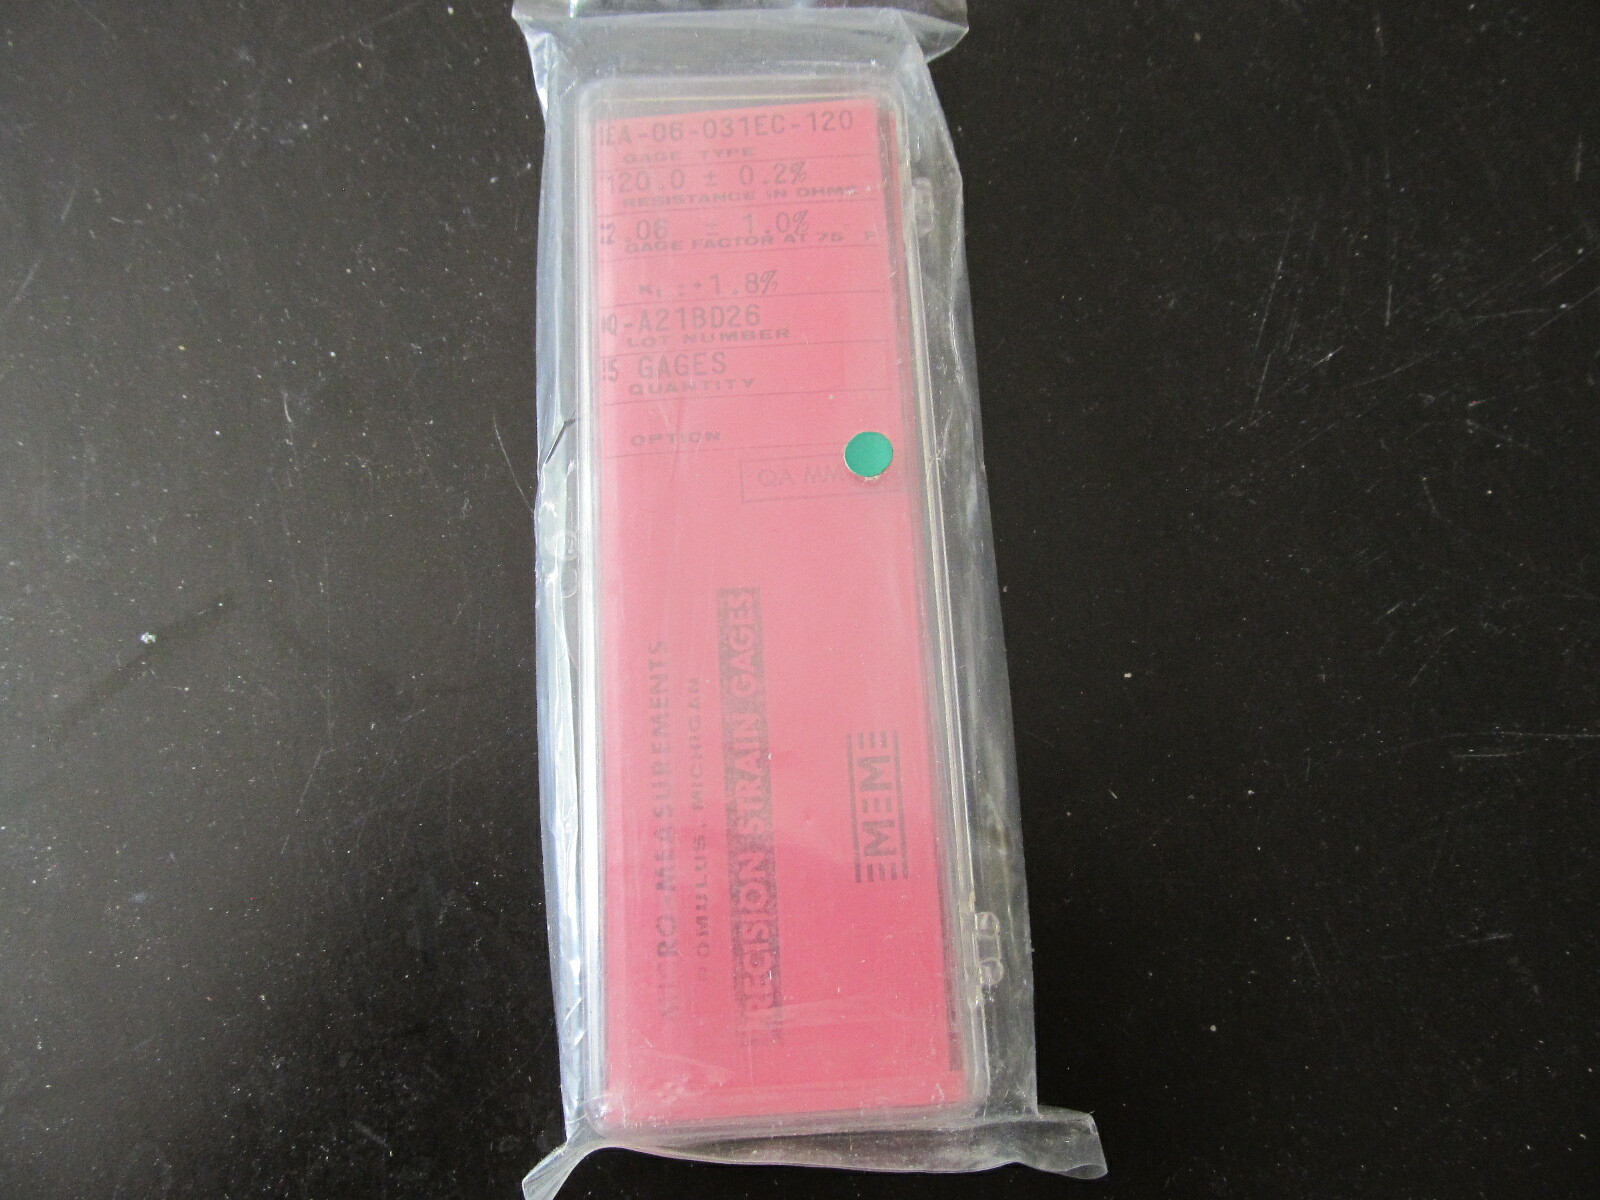 EA-06-031EC-120
GAGE TYPE
120.0 ± 0.2%
RESISTANCE IN OHMS
2.06 ± 1.0%
GAGE FACTOR AT 75 F
Kt: +1.8%
-A21BD26
LOT NUMBER
5 GAGES
QUANTITY
OPTION
QA MM
MICRO-MEASUREMENTS
ROMULUS, MICHIGAN
PRECISION STRAIN GAGES
MM